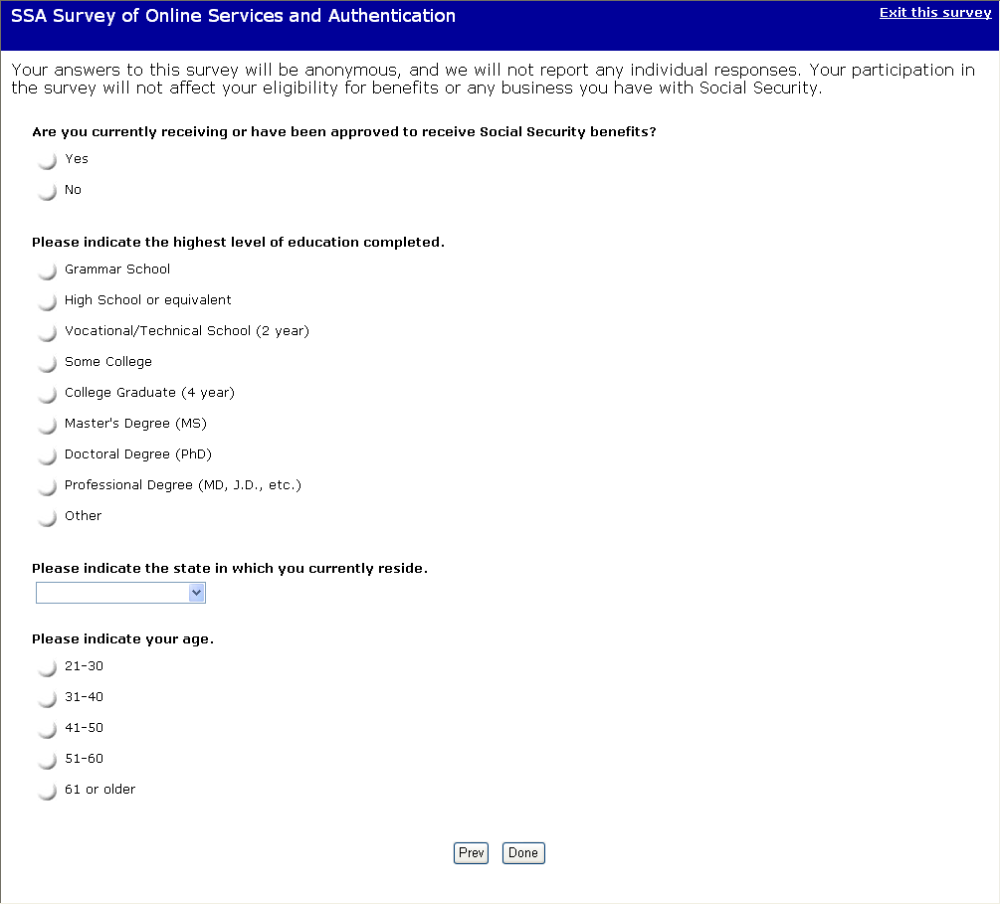 SSA Survey of Online Services and Authentication
Exit this survey
Your answers to this survey will be anonymous, and we will not report any individual responses. Your participation in
the survey will not affect your eligibility for benefits or any business you have with Social Security.
Are you currently receiving or have been approved to receive Social Security benefits?
Yes
No
Please indicate the highest level of education completed.
Grammar School
High School or equivalent
Vocational/Technical School (2 year)
Some College
College Graduate (4 year)
Master's Degree (MS)
Doctoral Degree (PhD)
Professional Degree (MD, J.D., etc.)
Other
Please indicate the state in which you currently reside.
Please indicate your age.
21-30
31-40
41-50
51-60
61 or older
Prev
Done